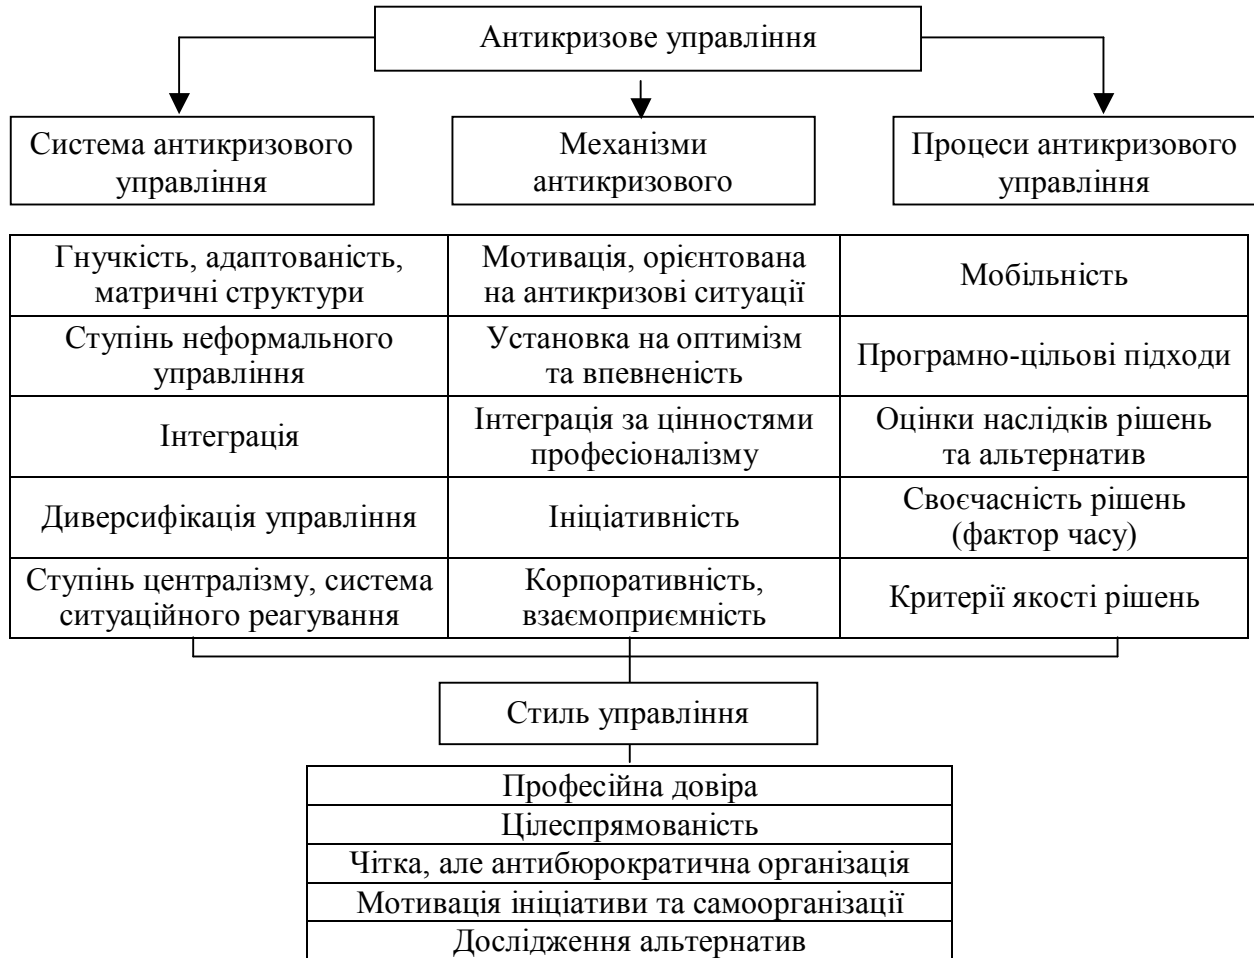 Антикризове управління
Система антикризового
управління
Механізми
антикризового
Процеси антикризового
управління
Гнучкість, адаптованість,
матричні структури
Мотивація, орієнтована
на антикризові ситуації
Мобільність
Ступінь неформального
управління
Установка на оптимізм
та впевненість
Програмно-цільові підходи
Інтеграція
Інтеграція за цінностями
професіоналізму
Оцінки наслідків рішень
та альтернатив
Диверсифікація управління
Ініціативність
Своєчасність рішень
(фактор часу)
Ступінь централізму, система
ситуаційного реагування
Корпоративність,
взаємоприємність
Критерії якості рішень
Стиль управління
Професійна довіра
Цілеспрямованість
Чітка, але антибюрократична організація
Мотивація ініціативи та самоорганізації
Дослідження альтернатив